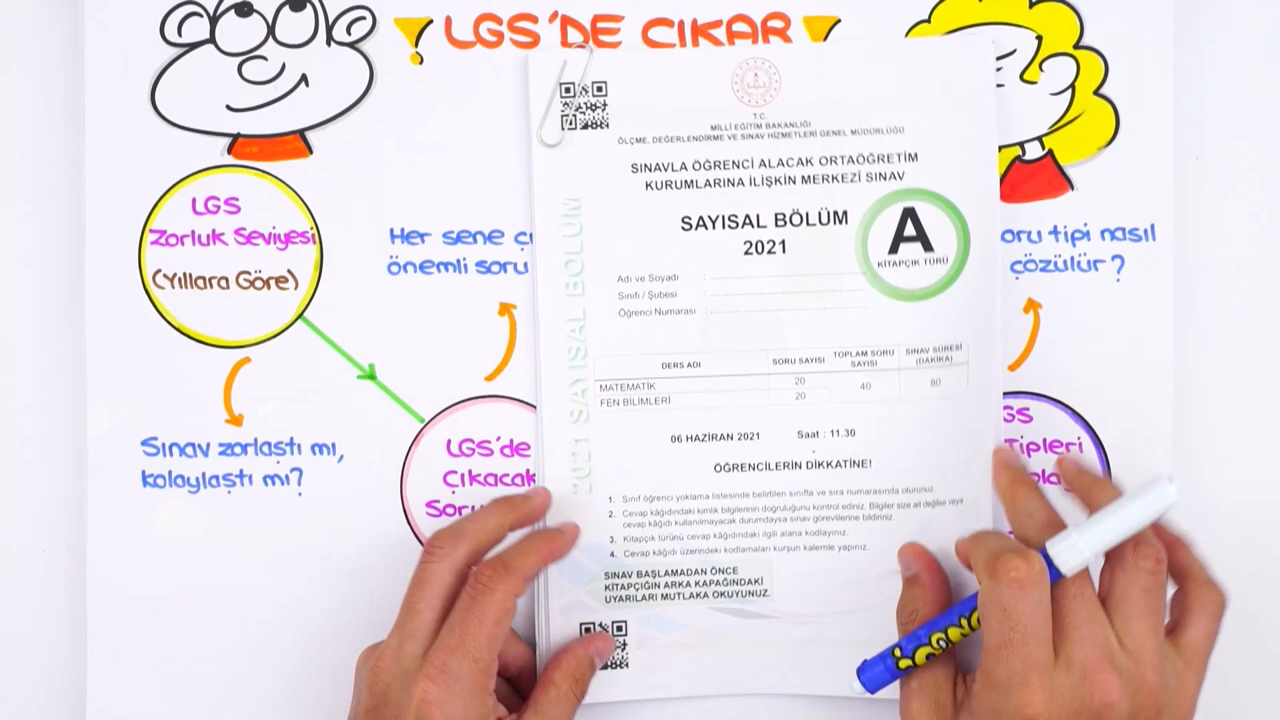 LGS'DE ÇIKAR
LGS
Zorluk Seviyesi
(Yıllara Göre)
Sınav zorlaştı mı,
kolaylaştı mı?
Her sene
önemli soru
LGS'de
Çıkacak
oru tipi nasıl
çözülür?
GS
Tipleri
2021 SAYISAL BÖLÜM
T.C.
MİLLİ EĞİTİM BAKANLIĞI
ÖLÇME, DEĞERLENDİRME VE SINAV HİZMETLERİ GENEL MÜDÜRLÜĞÜ
SINAVLA ÖĞRENCİ ALACAK ORTAÖĞRETİM
KURUMLARINA İLİŞKİN MERKEZİ SINAV
SAYISAL BÖLÜM
2021
A
KİTAPÇIK TÜRÜ
Adı ve Soyadı :
Sınıfı / Şubesi :
Öğrenci Numarası :
DERS ADI SORU SAYISI TOPLAM SORU SAYISI SINAV SÜRESİ (DAKİKA)
MATEMATİK 20 40 80
FEN BİLİMLERİ 20
06 HAZİRAN 2021 Saat : 11.30
ÖĞRENCİLERİN DİKKATİNE!
1. Sınıf öğrenci yoklama listesinde belirtilen sınıfta ve sıra numarasında oturunuz.
2. Cevap kâğıdındaki kimlik bilgilerinin doğruluğunu kontrol ediniz. Bilgiler size ait değilse veya
cevap kâğıdı kullanılmayacak durumdaysa sınav görevlilerine bildiriniz.
3. Kitapçık türünü cevap kâğıdındaki ilgili alana kodlayınız.
4. Cevap kâğıdı üzerindeki kodlamaları kurşun kalemle yapınız.
SINAV BAŞLAMADAN ÖNCE
KİTAPÇIĞIN ARKA KAPAĞINDAKİ
UYARILARI MUTLAKA OKUYUNUZ.